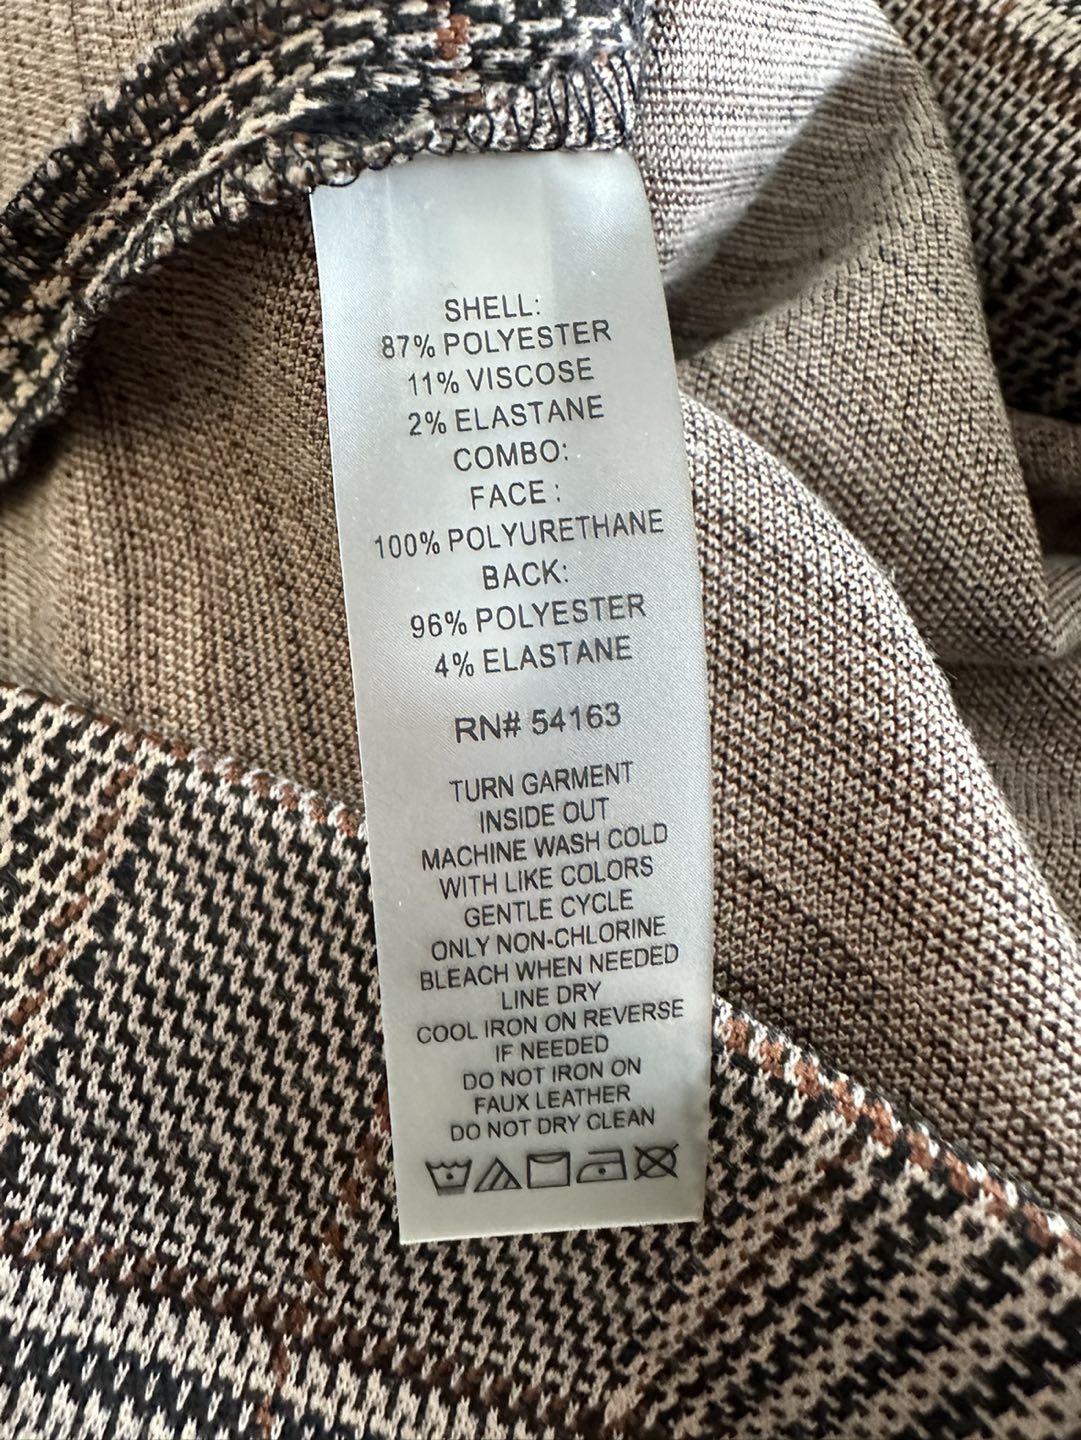 SHELL:
87% POLYESTER
11% VISCOSE
2% ELASTANE
COMBO:
FACE :
100% POLYURETHANE
BACK:
96% POLYESTER
4% ELASTANE
RN# 54163
TURN GARMENT
INSIDE OUT
MACHINE WASH COLD
WITH LIKE COLORS
GENTLE CYCLE
ONLY NON-CHLORINE
BLEACH WHEN NEEDED
LINE DRY
COOL IRON ON REVERSE
IF NEEDED
DO NOT IRON ON
FAUX LEATHER
DO NOT DRY CLEAN